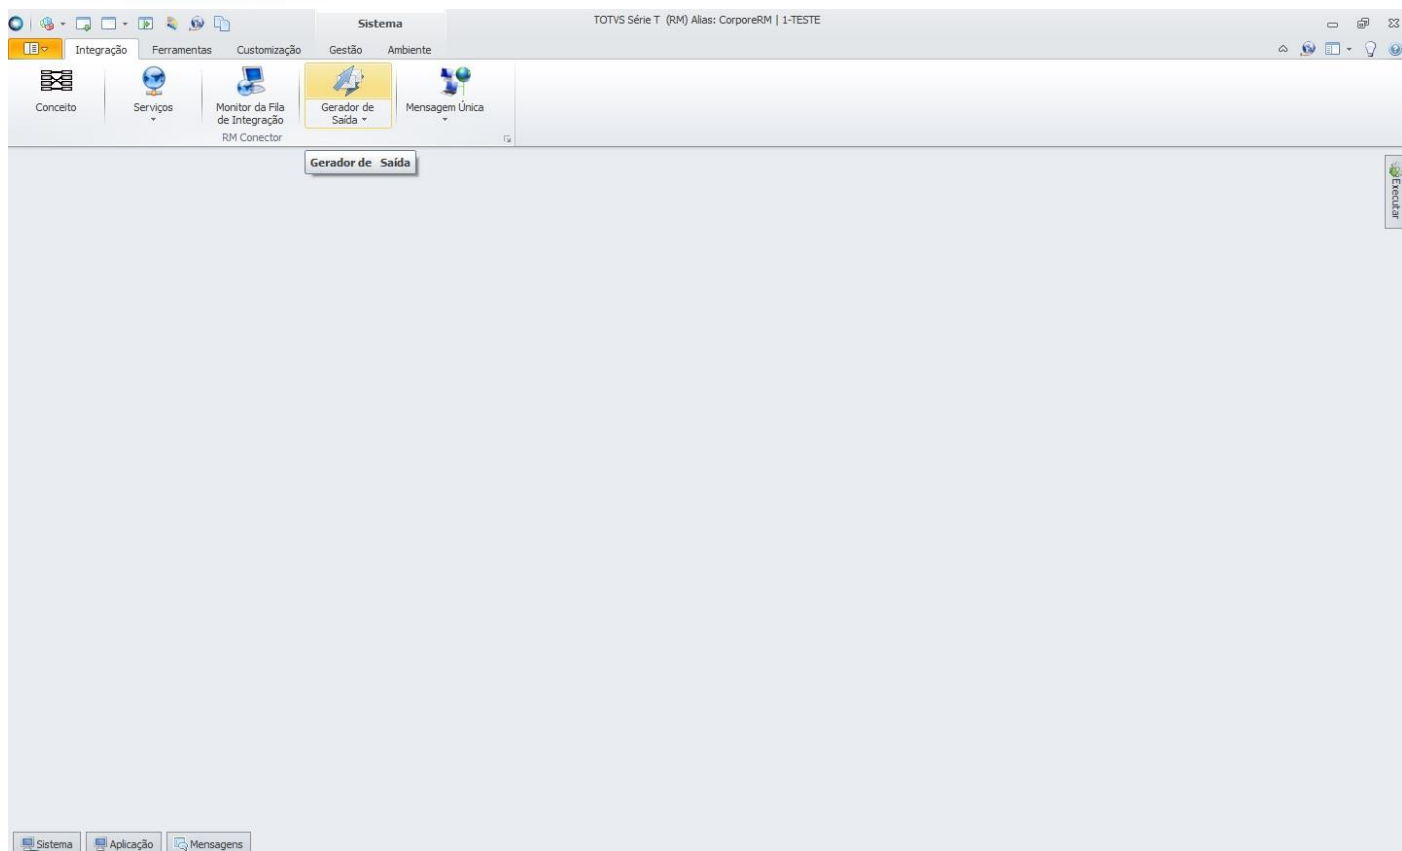 Sistema
TOTVS Série T (RM) Alias: CorporeRM | 1-TESTE
Integração Ferramentas Customização Gestão Ambiente
Conceito
Serviços
Monitor da Fila
de Integração
Gerador de
Saída
Mensagem Única
RM Conector
Gerador de Saída
Executar
Sistema Aplicação Mensagens